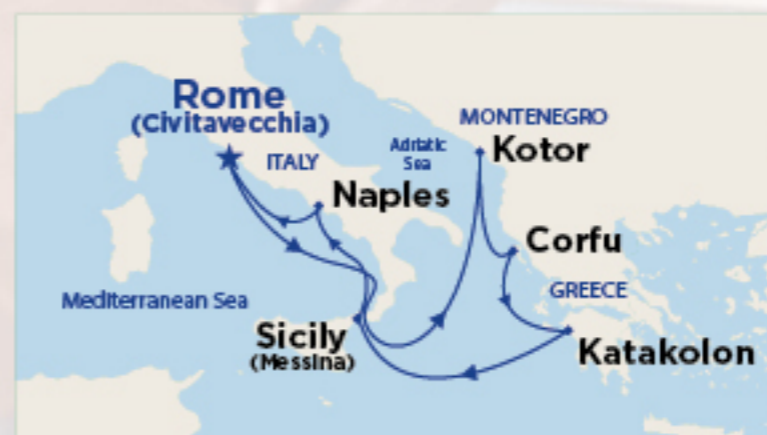 Rome
(Civitavecchia)
MONTENEGRO
Adriatic
Sea
Kotor
ITALY
Naples
Corfu
GREECE
Mediterranean Sea
Sicily
(Messina)
Katakolon